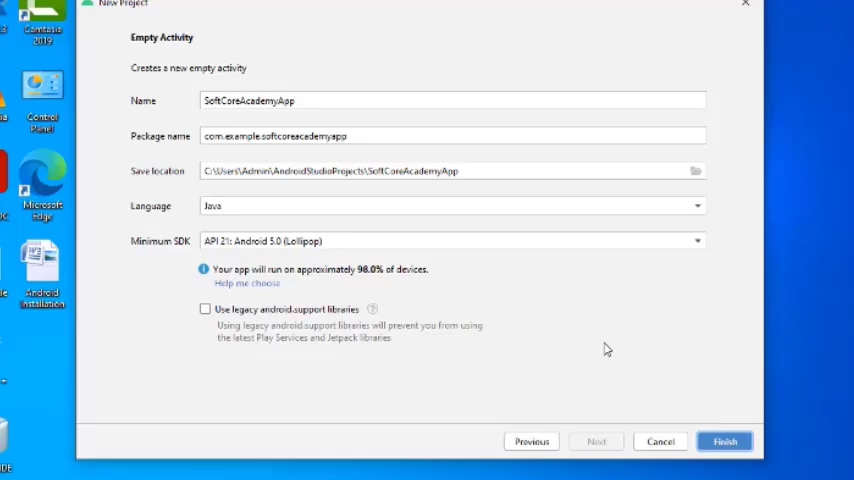 New Project
Camtasia
2019
Empty Activity
Creates a new empty activity
Name
SoftCoreAcademyApp
Control
Panel
Package name
com.example.softcoreacademyapp
Save location
C:\Users\Admin\AndroidStudioProjects\SoftCoreAcademyApp
Microsoft
Edge
Language
Java
Minimum SDK
API 21: Android 5.0 (Lollipop)
Your app will run on approximately 98.0% of devices.
Help me choose
Android
Installation
Use legacy android.support libraries
?
Using legacy android.support libraries will prevent you from using
the latest Play Services and Jetpack libraries
Previous
Next
Cancel
Finish